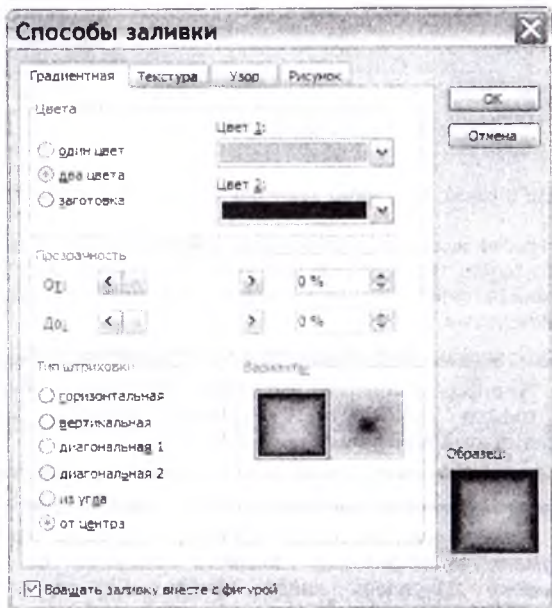 Способы заливки
Градиентная Текстура Узор Рисунок
Цвета
один цвет
два цвета
заготовка
Цвет 1:
Цвет 2:
ОК
Отмена
Прозрачность
От: 0 %
До: 0 %
Тип штриховки
горизонтальная
вертикальная
диагональная 1
диагональная 2
из угла
от центра
Варианты:
Образец:
Вращать заливку вместе с фигурой